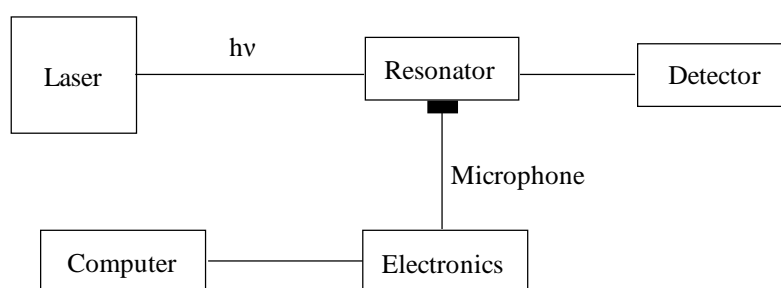 hν
Laser
Resonator
Detector
Microphone
Computer
Electronics